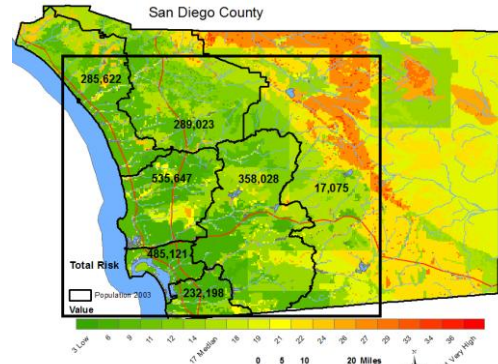 San Diego County
285,622
289,023
535,647
358,028
17,075
485,121
Total Risk
Population 2003
232,198
Value
3 Low
6
9
11
12
14
17 Median
18
19
21
22
24
26
27
29
33
34
36
Very High
0 5 10 20 Miles